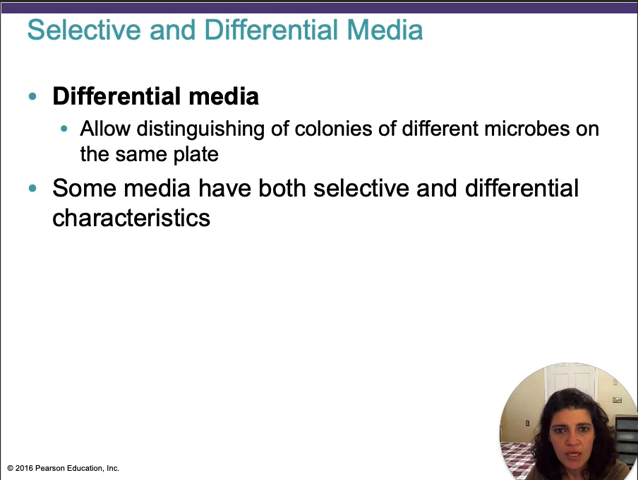 Selective and Differential Media
• Differential media
• Allow distinguishing of colonies of different microbes on
the same plate
• Some media have both selective and differential
characteristics
© 2016 Pearson Education, Inc.